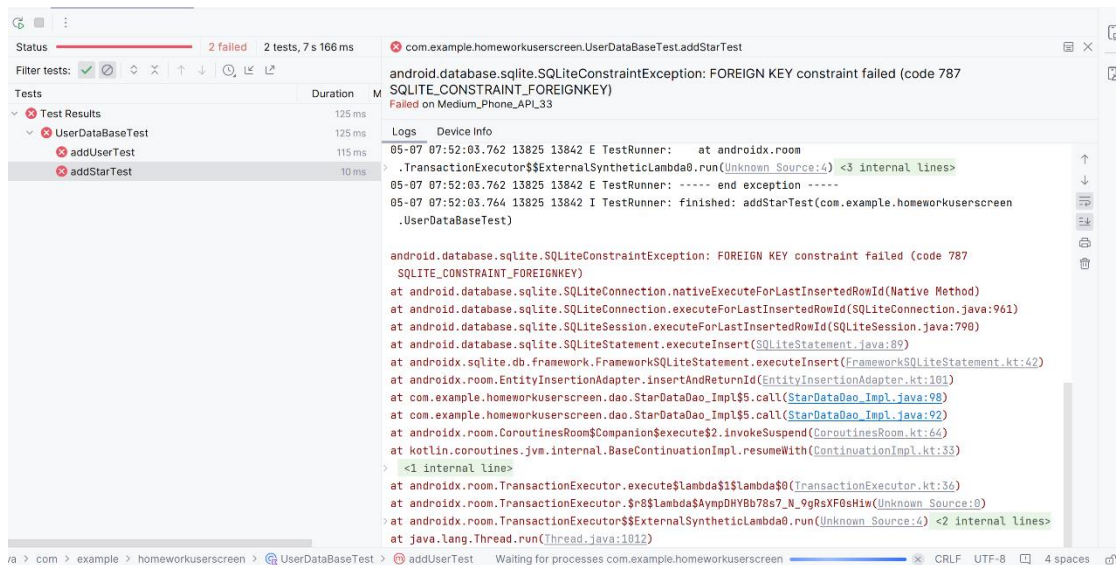 Status 2 failed 2 tests, 7 s 166 ms
Filter tests:
Tests Duration M
Test Results 125 ms
UserDataBaseTest 125 ms
addUserTest 115 ms
addStarTest 10 ms
com.example.homeworkuserscreen.UserDataBaseTest.addStarTest
android.database.sqlite.SQLiteConstraintException: FOREIGN KEY constraint failed (code 787
SQLITE_CONSTRAINT_FOREIGNKEY)
Failed on Medium_Phone_API_33
Logs Device Info
05-07 07:52:03.762 13825 13842 E TestRunner: at androidx.room
.TransactionExecutor$$ExternalSyntheticLambda0.run(Unknown Source:4) <3 internal lines>
05-07 07:52:03.762 13825 13842 E TestRunner: ----- end exception -----
05-07 07:52:03.764 13825 13842 I TestRunner: finished: addStarTest(com.example.homeworkuserscreen
.UserDataBaseTest)
android.database.sqlite.SQLiteConstraintException: FOREIGN KEY constraint failed (code 787
SQLITE_CONSTRAINT_FOREIGNKEY)
at android.database.sqlite.SQLiteConnection.nativeExecuteForLastInsertedRowId(Native Method)
at android.database.sqlite.SQLiteConnection.executeForLastInsertedRowId(SQLiteConnection.java:961)
at android.database.sqlite.SQLiteSession.executeForLastInsertedRowId(SQLiteSession.java:790)
at android.database.sqlite.SQLiteStatement.executeInsert(SQLiteStatement.java:89)
at androidx.sqlite.db.framework.FrameworkSQLiteStatement.executeInsert(FrameworkSQLiteStatement.kt:42)
at androidx.room.EntityInsertionAdapter.insertAndReturnId(EntityInsertionAdapter.kt:101)
at com.example.homeworkuserscreen.dao.StarDataDao_Impl$5.call(StarDataDao_Impl.java:98)
at com.example.homeworkuserscreen.dao.StarDataDao_Impl$5.call(StarDataDao_Impl.java:92)
at androidx.room.CoroutinesRoom$Companion$execute$2.invokeSuspend(CoroutinesRoom.kt:64)
at kotlin.coroutines.jvm.internal.BaseContinuationImpl.resumeWith(ContinuationImpl.kt:33)
<1 internal line>
at androidx.room.TransactionExecutor.execute$lambda$1$lambda$0(TransactionExecutor.kt:36)
at androidx.room.TransactionExecutor.$r8$lambda$AympDHYBb78s7_N_9gRsXF0sHiw(Unknown Source:0)
at androidx.room.TransactionExecutor$$ExternalSyntheticLambda0.run(Unknown Source:4) <2 internal lines>
at java.lang.Thread.run(Thread.java:1012)
va > com > example > homeworkuserscreen > UserDataBaseTest > addUserTest Waiting for processes com.example.homeworkuserscreen CRLF UTF-8 4 spaces